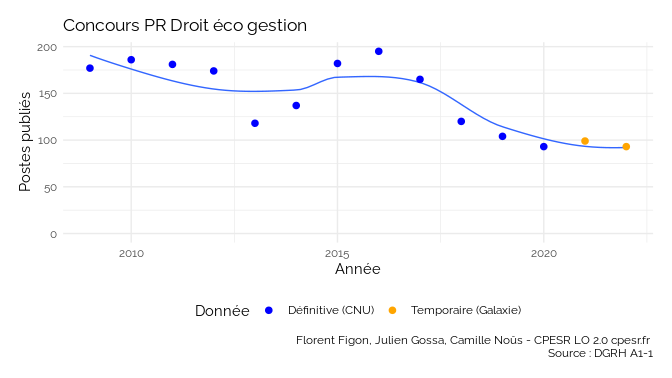 Concours PR Droit éco gestion
Postes publiés
200
150
100
50
0
2010 2015 2020
Année
Donnée Définitive (CNU) Temporaire (Galaxie)
Florent Figon, Julien Gossa, Camille Noûs - CPESR LO 2.0 cpesr.fr
Source : DGRH A1-1